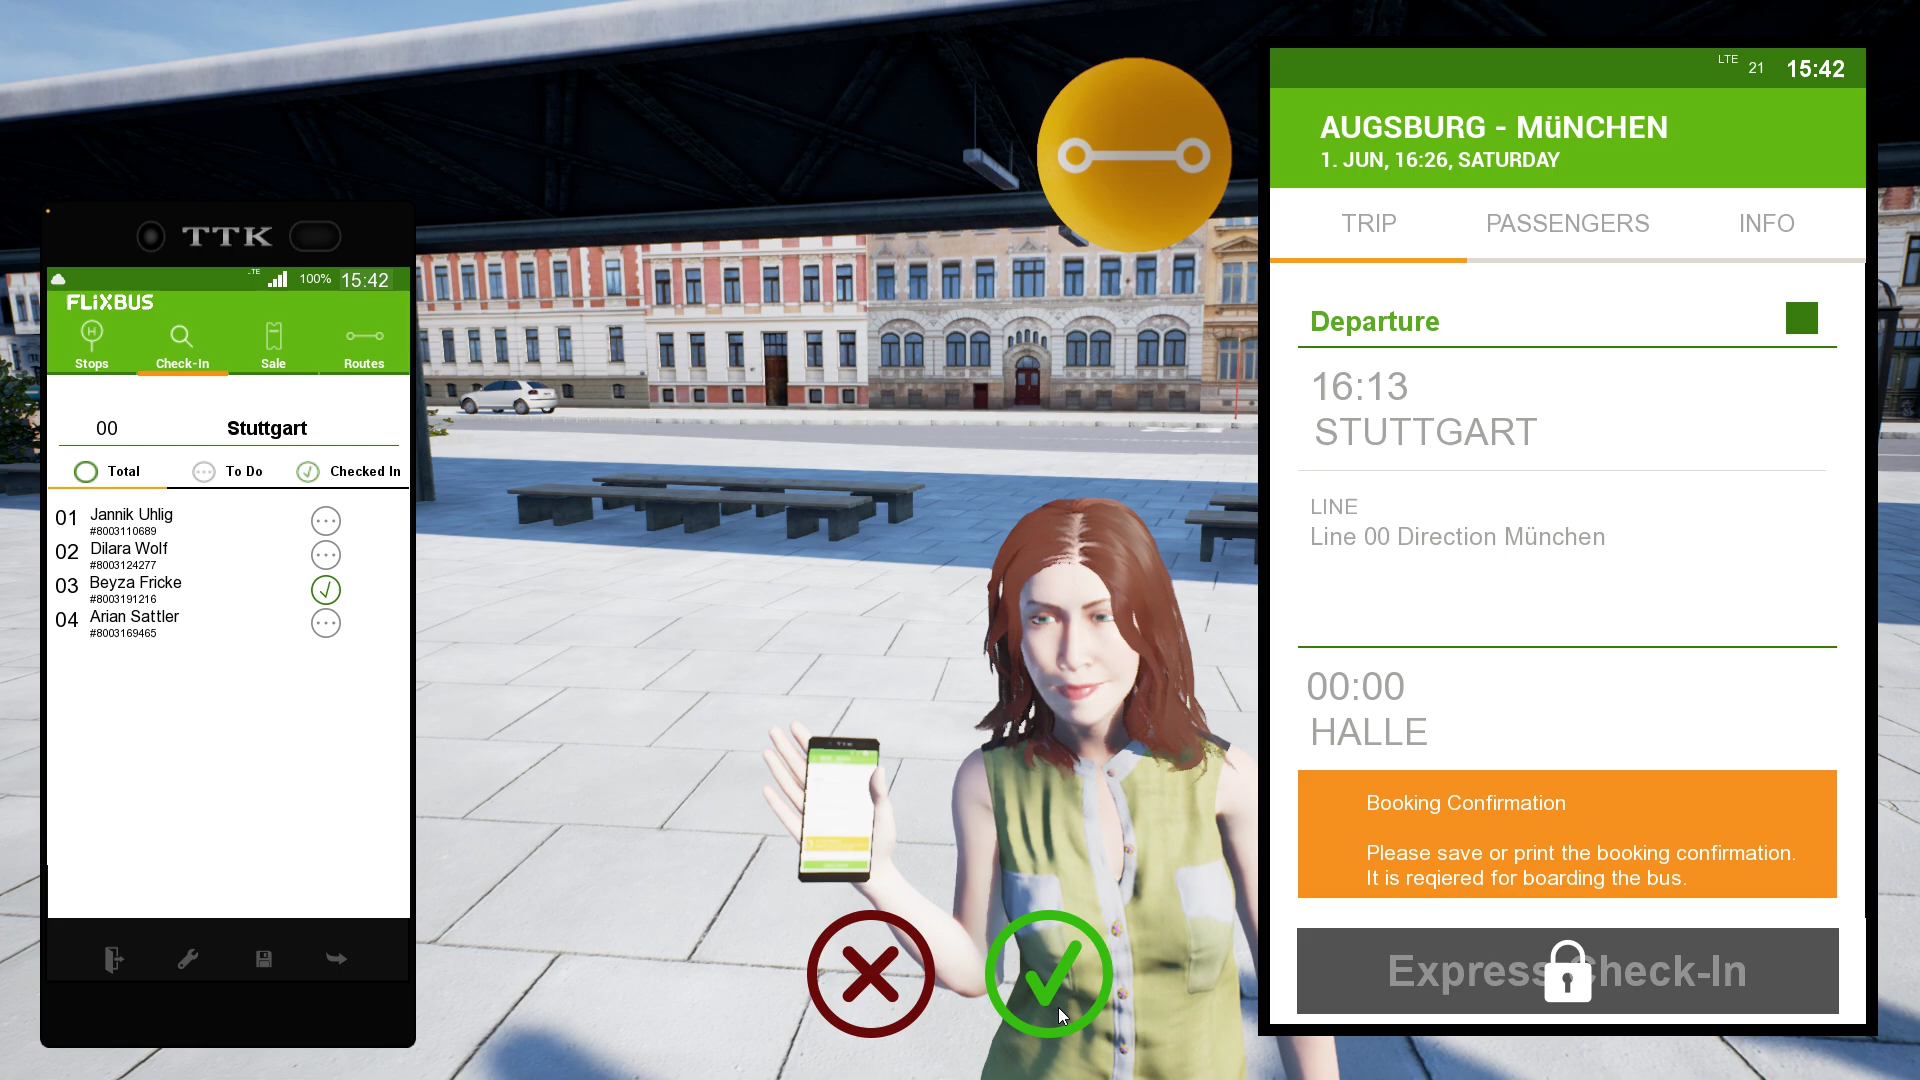 TTK
LTE 100% 15:42
FLiXBUS
H
Stops Check-In Sale Routes
00 Stuttgart
Total To Do Checked In
01 Jannik Uhlig
#8003110689
02 Dilara Wolf
#8003124277
03 Beyza Fricke
#8003191216
04 Arian Sattler
#8003169465
LTE 21 15:42
AUGSBURG - MüNCHEN
1. JUN, 16:26, SATURDAY
TRIP PASSENGERS INFO
Departure
16:13
STUTTGART
LINE
Line 00 Direction München
00:00
HALLE
Booking Confirmation
Please save or print the booking confirmation.
It is reqiered for boarding the bus.
Express Check-In